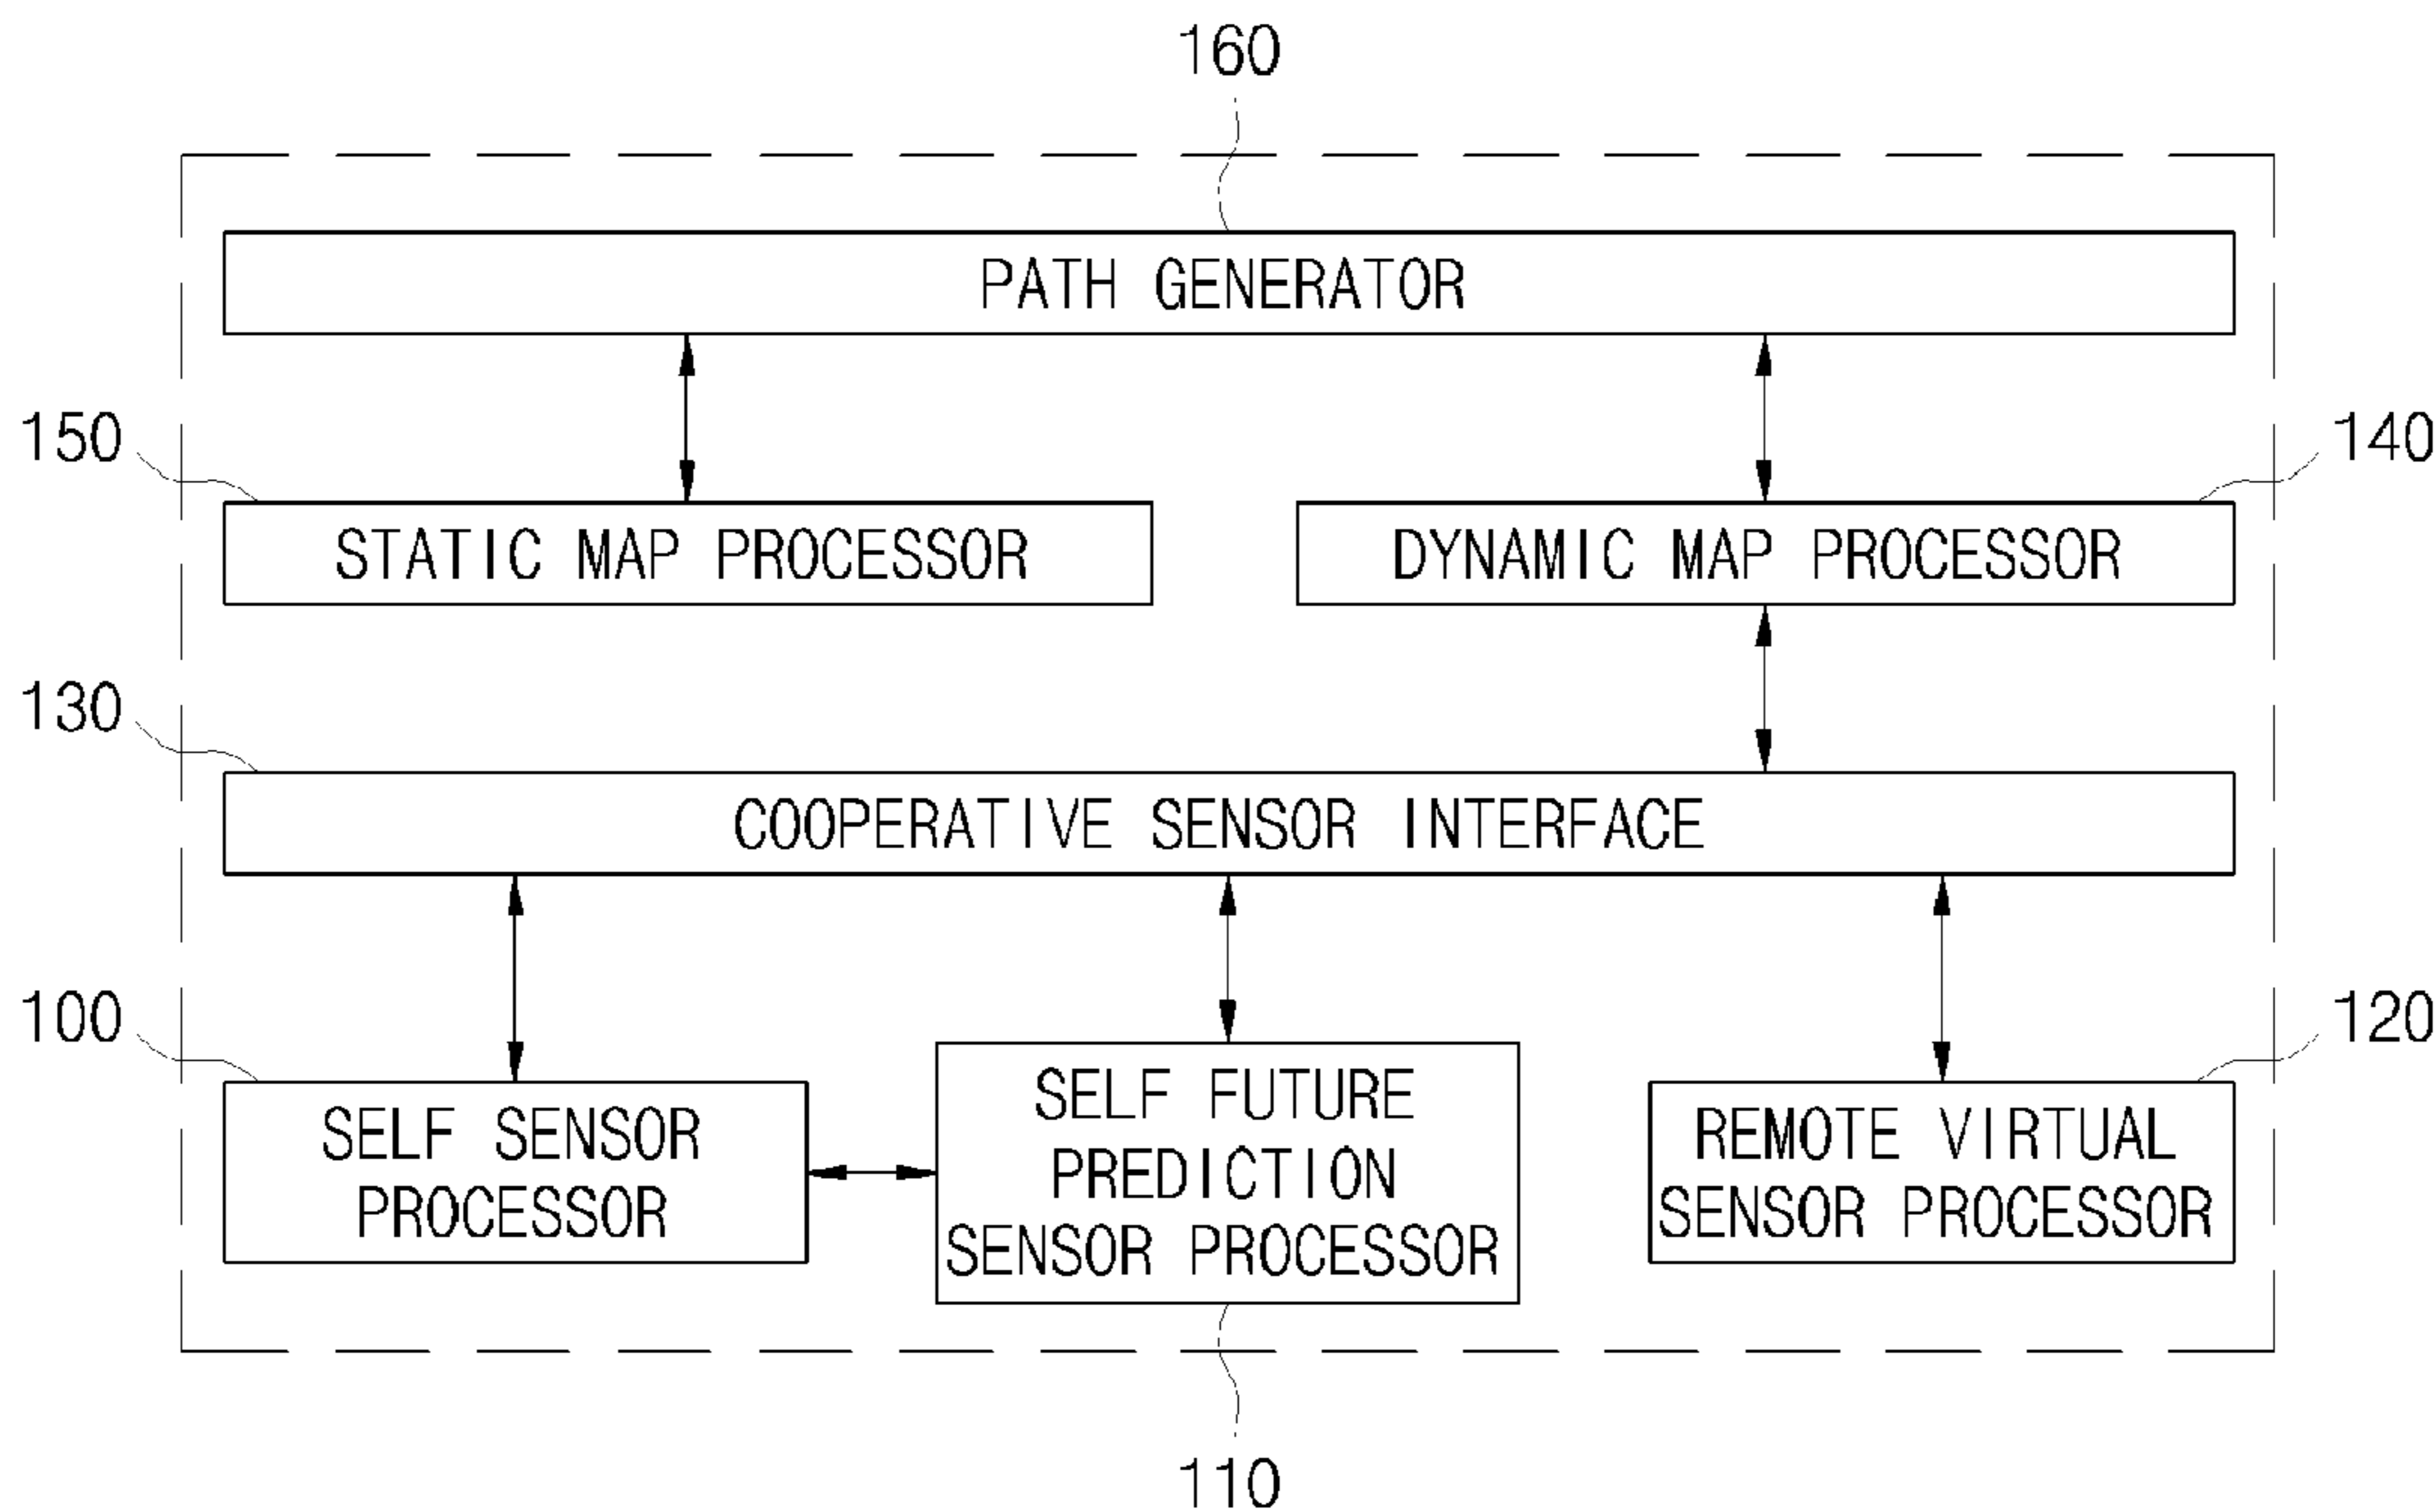 160
PATH GENERATOR
150
140
STATIC MAP PROCESSOR
DYNAMIC MAP PROCESSOR
130
COOPERATIVE SENSOR INTERFACE
100
120
SELF SENSOR
PROCESSOR
SELF FUTURE
PREDICTION
SENSOR PROCESSOR
REMOTE VIRTUAL
SENSOR PROCESSOR
110